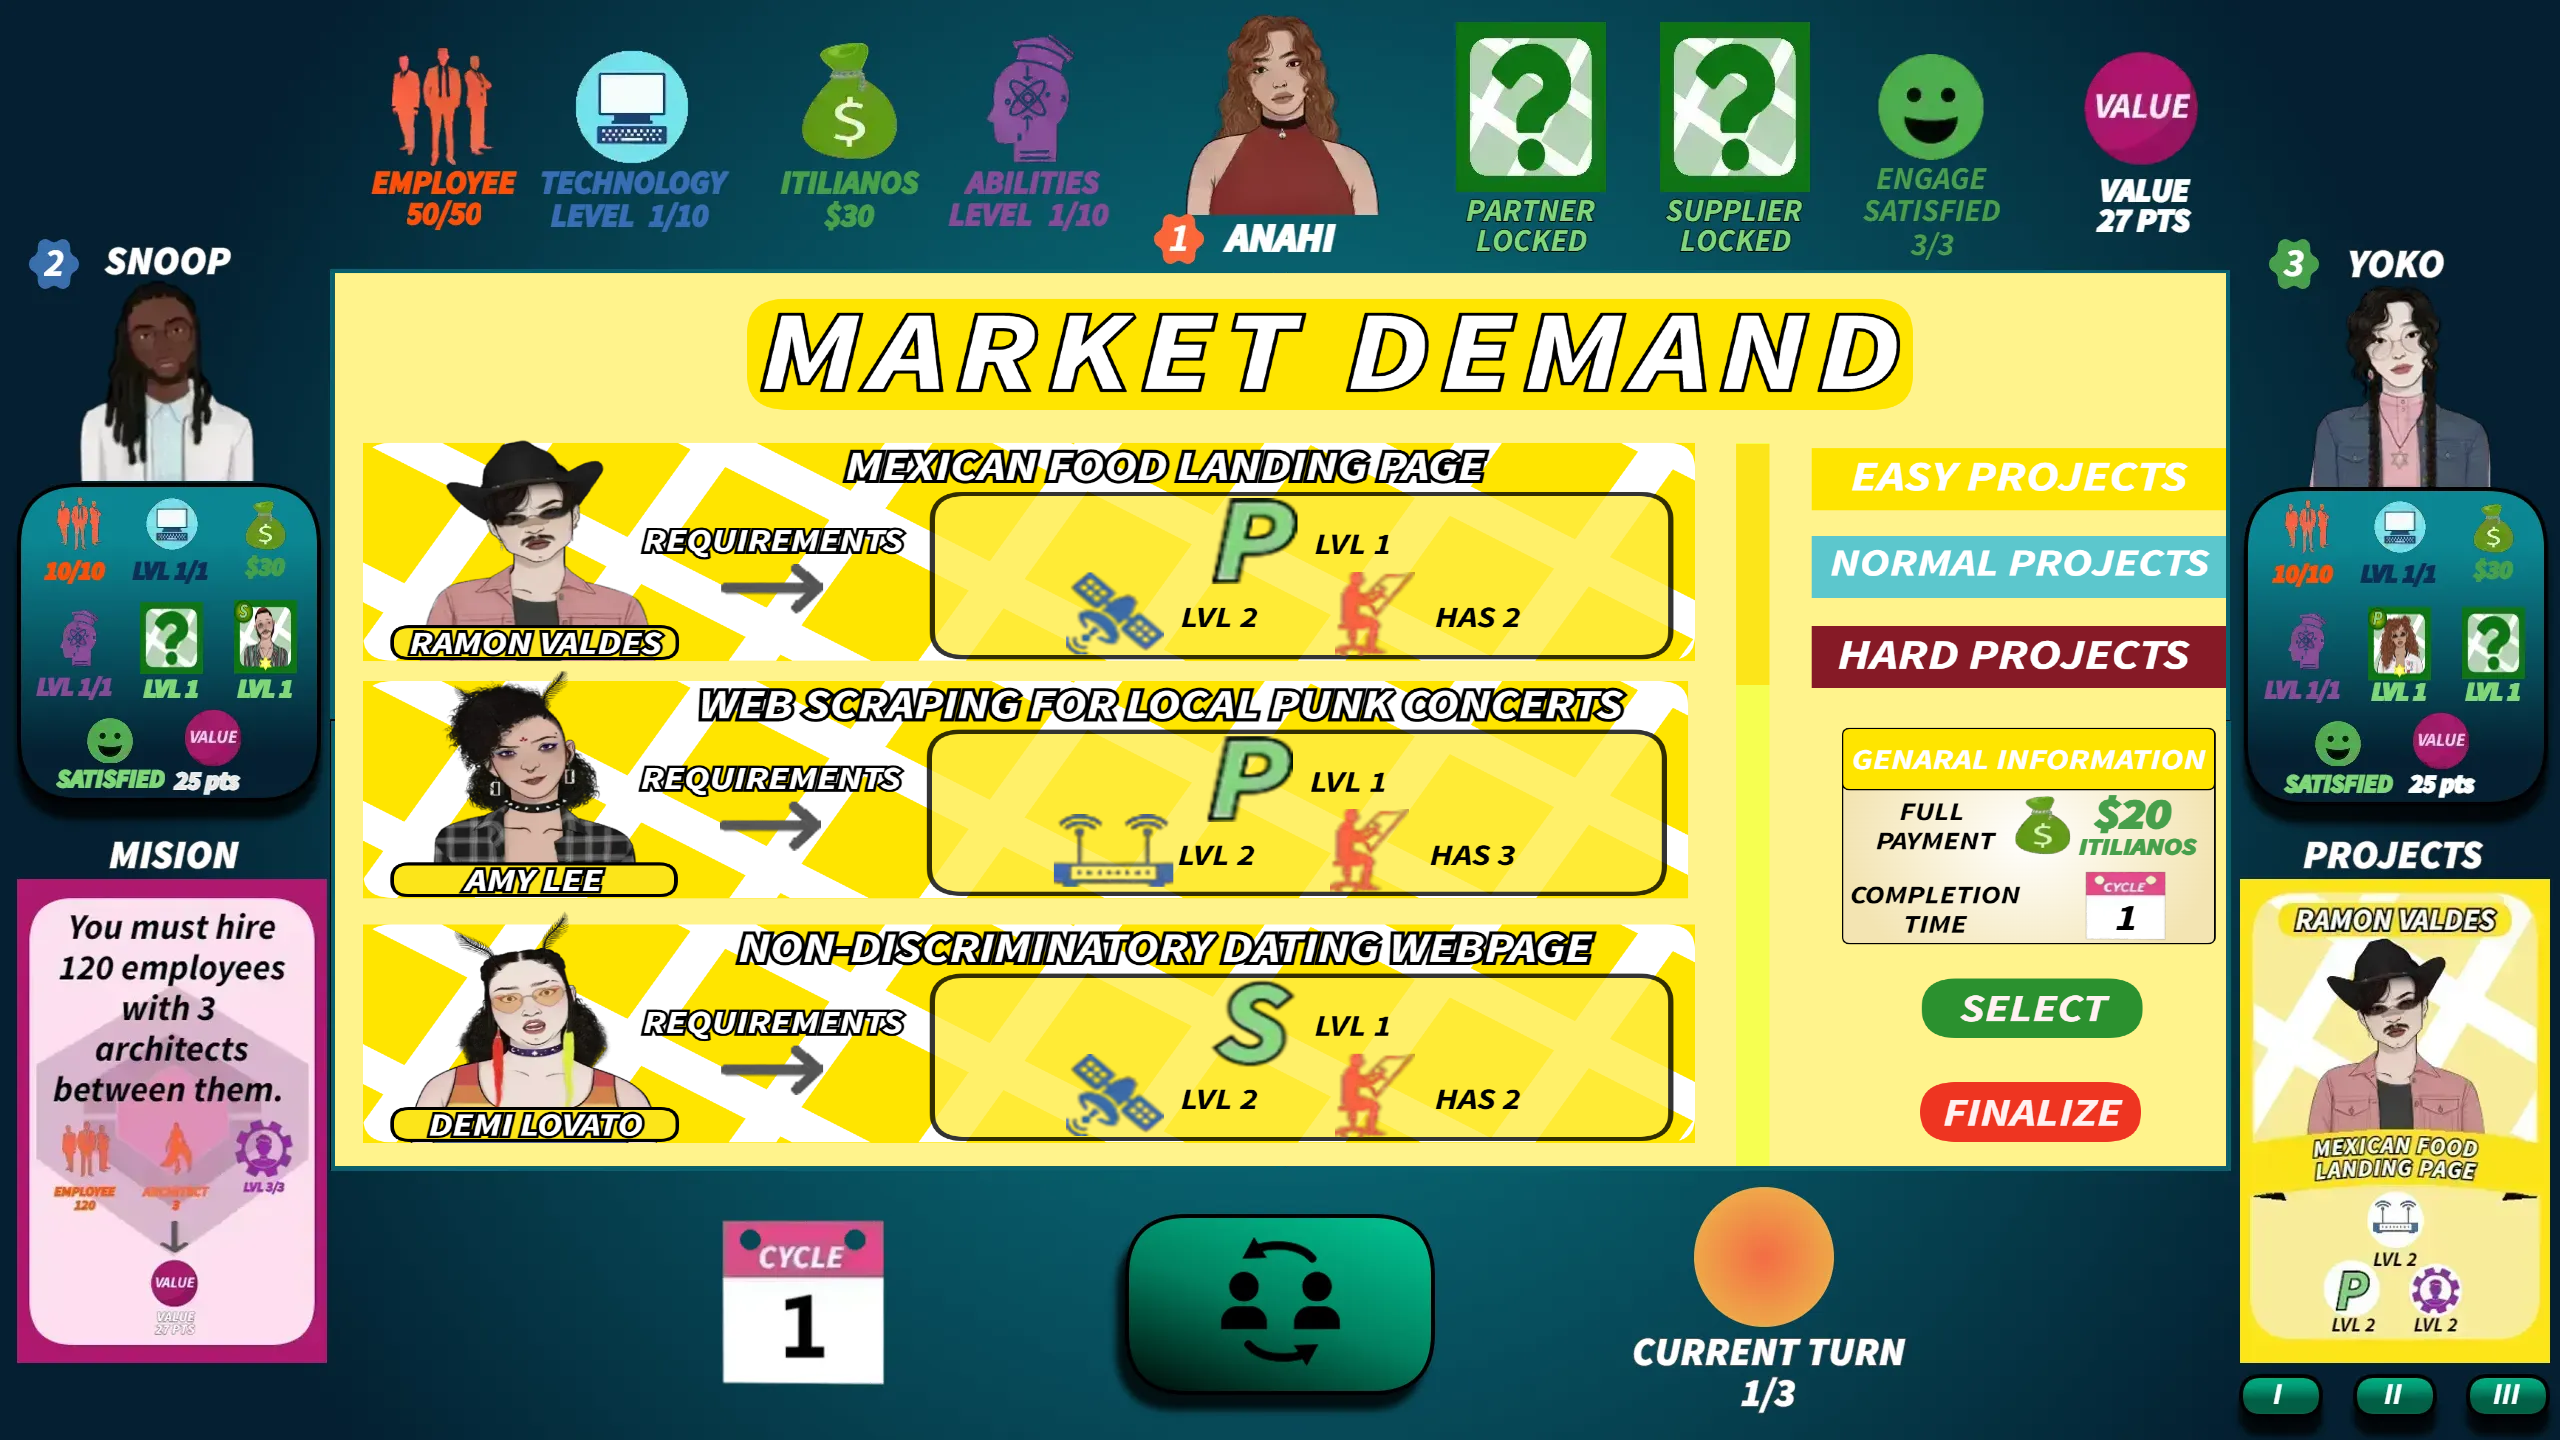 EMPLOYEE
50/50
TECHNOLOGY
LEVEL 1/10
$
ITILIANOS
$30
ABILITIES
LEVEL 1/10
1 ANAHI
?
PARTNER
LOCKED
?
SUPPLIER
LOCKED
ENGAGE
SATISFIED
3/3
VALUE
VALUE
27 PTS
2 SNOOP
$
10/10
LVL 1/1
$30
?
S
LVL 1/1
LVL 1
LVL 1
VALUE
SATISFIED
25 pts
MISION
You must hire
120 employees
with 3
architects
between them.
EMPLOYEE
120
ARCHITECT
3
LVL 3/3
VALUE
VALUE
27 PTS
MARKET DEMAND
MEXICAN FOOD LANDING PAGE
REQUIREMENTS
P LVL 1
LVL 2
HAS 2
RAMON VALDES
WEB SCRAPING FOR LOCAL PUNK CONCERTS
REQUIREMENTS
P LVL 1
LVL 2
HAS 3
AMY LEE
NON-DISCRIMINATORY DATING WEBPAGE
REQUIREMENTS
S LVL 1
LVL 2
HAS 2
DEMI LOVATO
EASY PROJECTS
NORMAL PROJECTS
HARD PROJECTS
GENARAL INFORMATION
FULL
PAYMENT
$
$20
ITILIANOS
COMPLETION
TIME
CYCLE
1
SELECT
FINALIZE
3 YOKO
$
10/10
LVL 1/1
$30
P
?
LVL 1/1
LVL 1
LVL 1
VALUE
SATISFIED
25 pts
PROJECTS
RAMON VALDES
MEXICAN FOOD
LANDING PAGE
LVL 2
P
LVL 2
LVL 2
I
II
III
CYCLE
1
CURRENT TURN
1/3